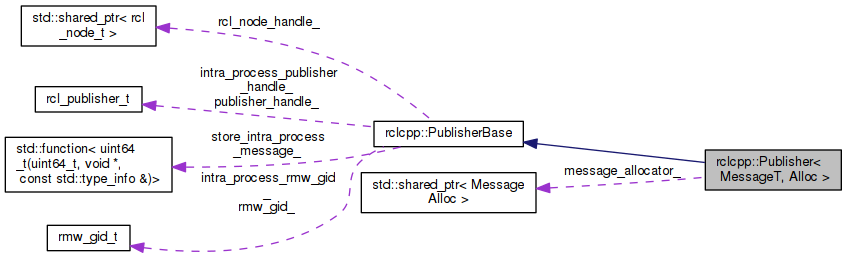 std::shared_ptr< rcl
_node_t >
rcl_node_handle_
rcl_publisher_t
intra_process_publisher
_handle_
publisher_handle_
std::function< uint64
_t(uint64_t, void *,
const std::type_info &)>
store_intra_process
_message_
rmw_gid_t
intra_process_rmw_gid
_
rmw_gid_
rclcpp::PublisherBase
std::shared_ptr< Message
Alloc >
message_allocator_
rclcpp::Publisher<
MessageT, Alloc >